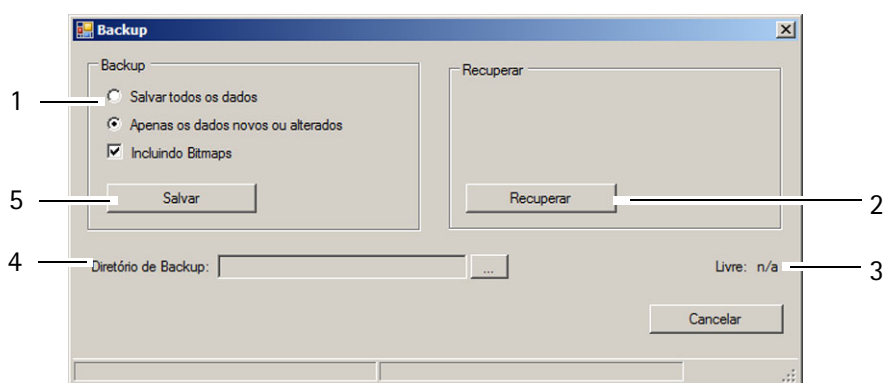 Backup
Backup
Recuperar
1
Salvar todos os dados
Apenas os dados novos ou alterados
Incluindo Bitmaps
5
Salvar
Recuperar
2
4
Diretório de Backup:
...
Livre: n/a
3
Cancelar